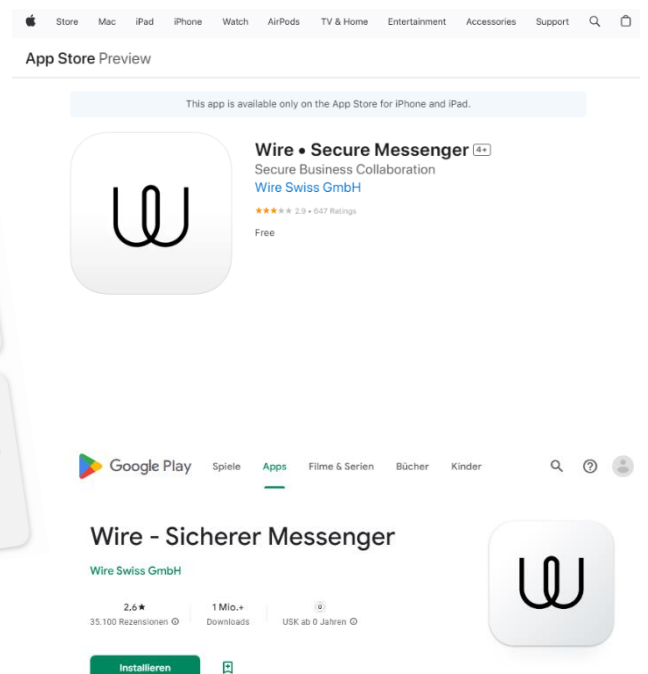 Store Mac iPad iPhone Watch AirPods TV & Home Entertainment Accessories Support
App Store Preview
This app is available only on the App Store for iPhone and iPad.
Wire • Secure Messenger 4+
Secure Business Collaboration
Wire Swiss GmbH
★★★★★ 2.9 • 647 Ratings
Free
Google Play Spiele Apps Filme & Serien Bücher Kinder
Wire - Sicherer Messenger
Wire Swiss GmbH
2,6★ 1 Mio.+
35.100 Rezensionen Downloads USK ab 0 Jahren
Installieren